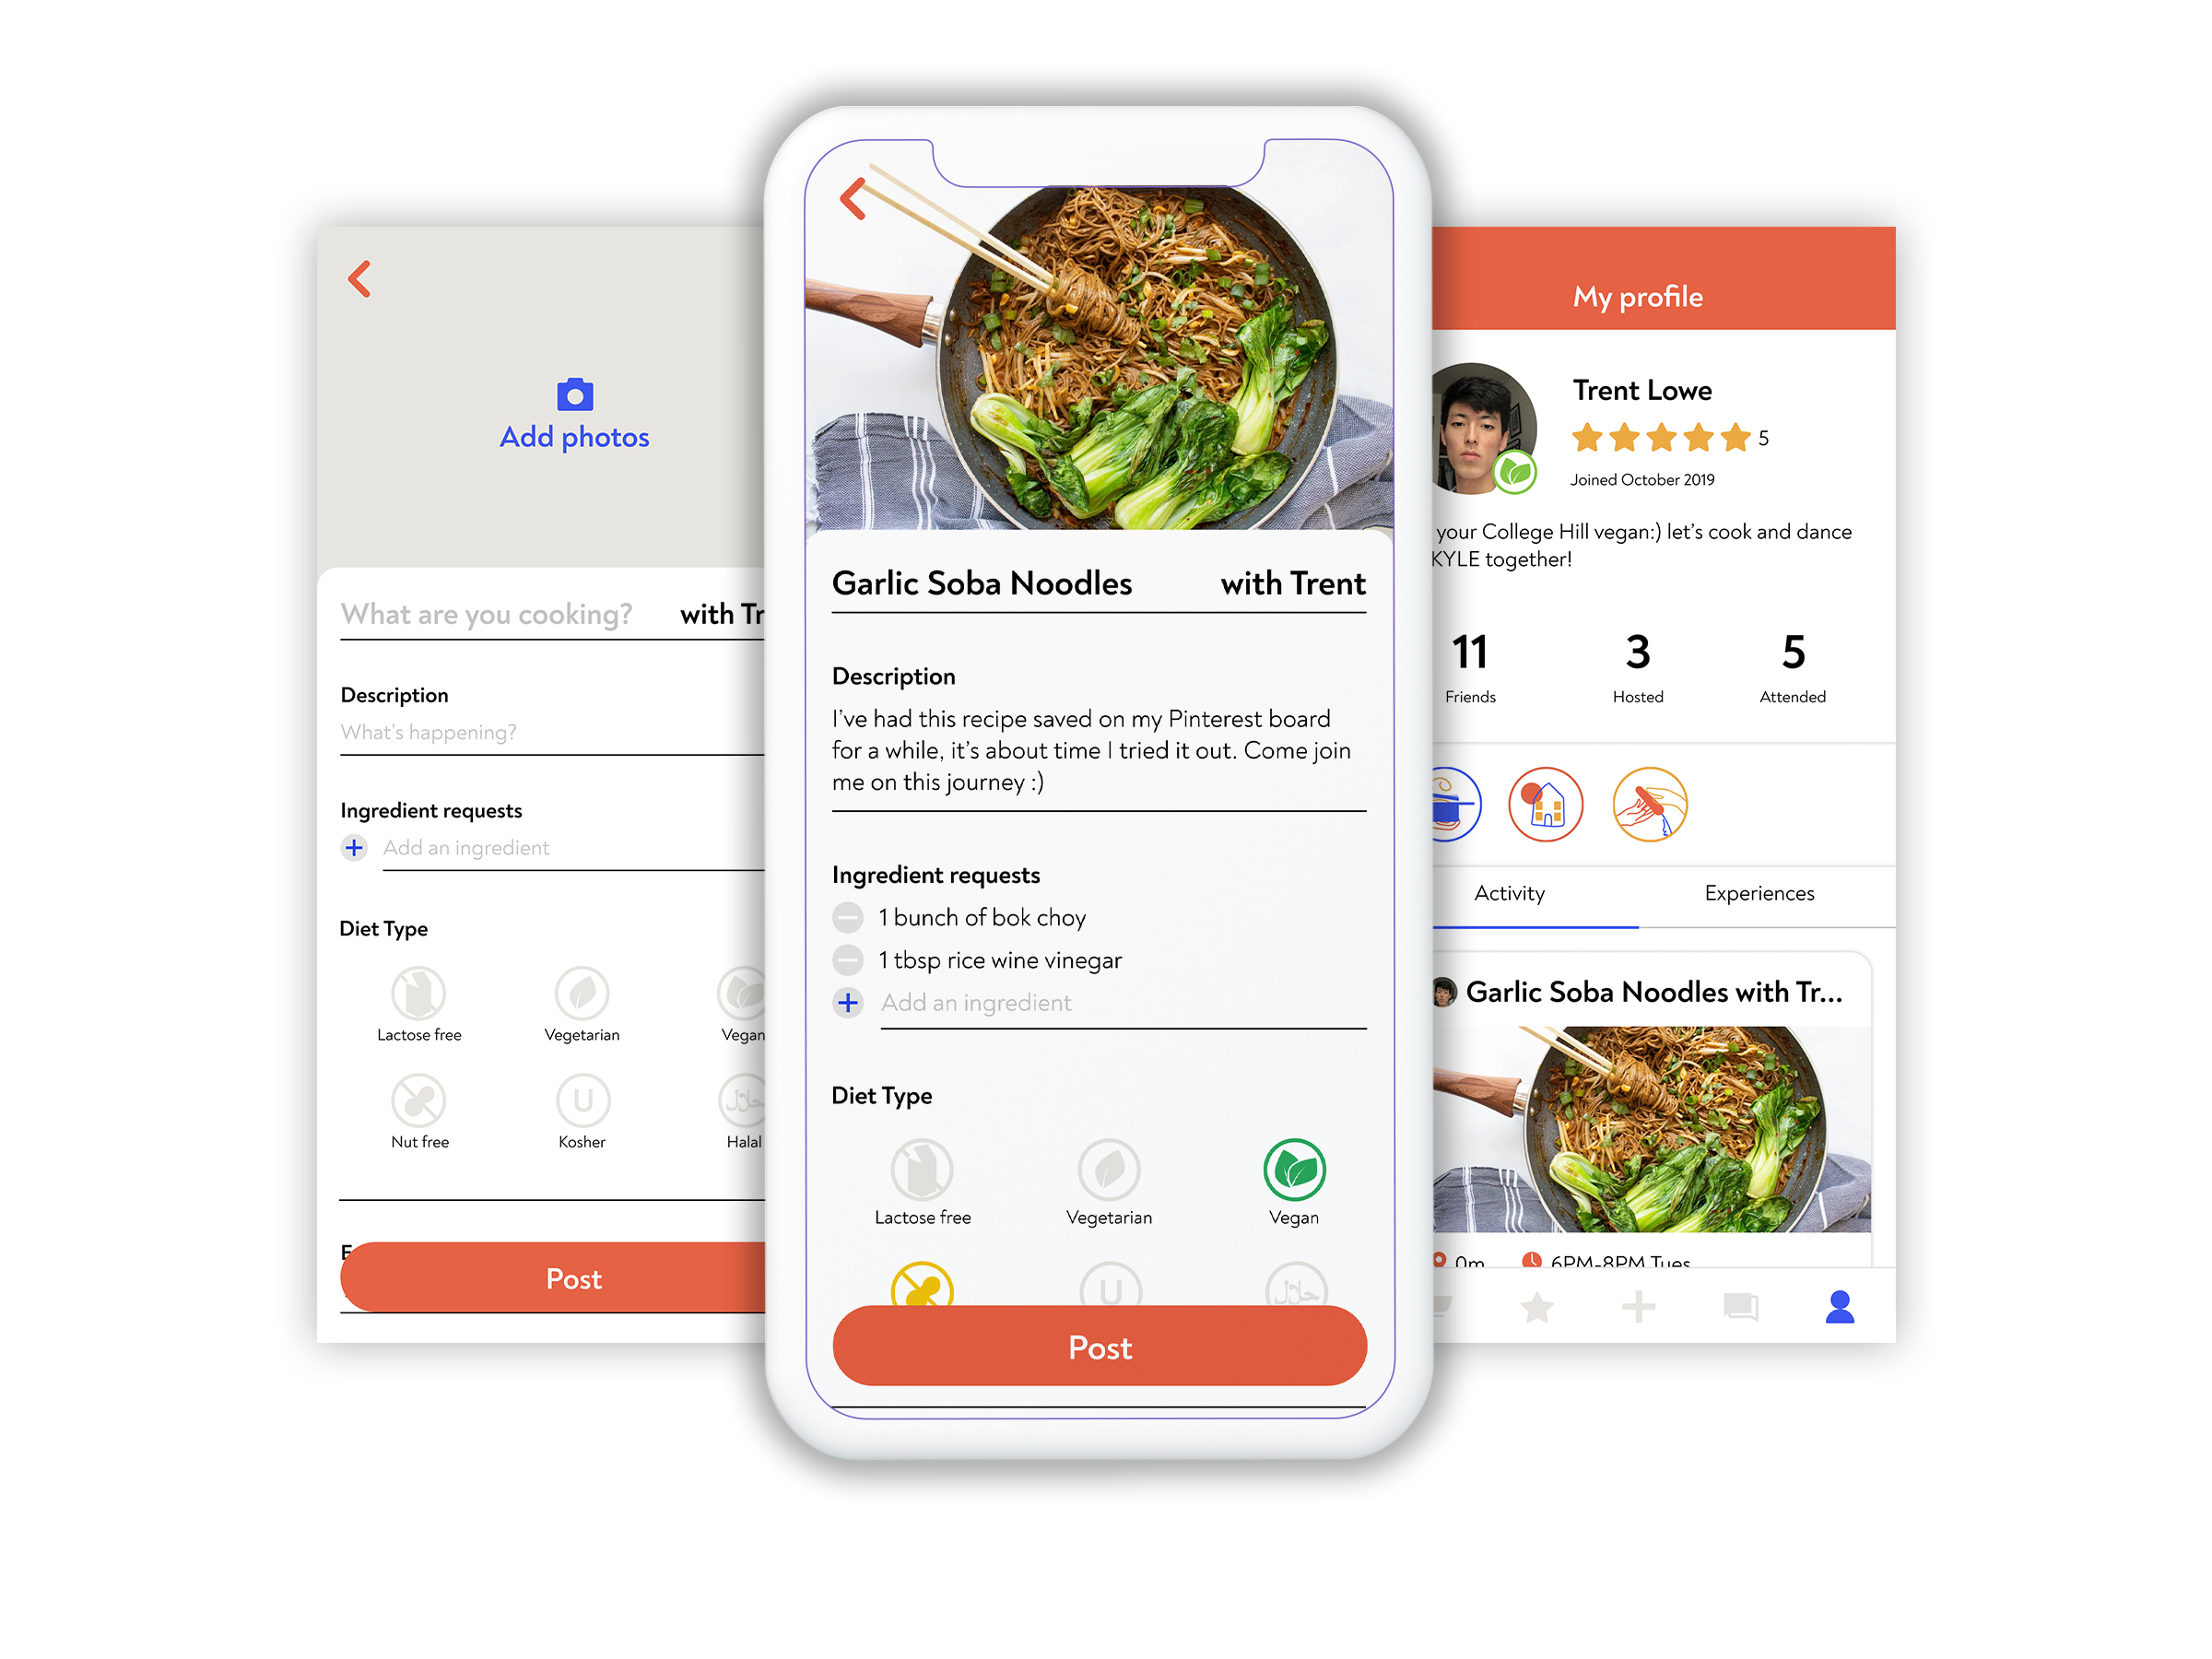 Add photos
What are you cooking?
with Tr
Description
What's happening?
Ingredient requests
Add an ingredient
Diet Type
Lactose free
Vegetarian
Vegan
Nut free
U
Kosher
حلال
Halal
Post
Garlic Soba Noodles
with Trent
Description
I've had this recipe saved on my Pinterest board
for a while, it's about time I tried it out. Come join
me on this journey :)
Ingredient requests
1 bunch of bok choy
1 tbsp rice wine vinegar
Add an ingredient
Diet Type
Lactose free
Vegetarian
Vegan
U
حلال
Post
My profile
Trent Lowe
5
Joined October 2019
your College Hill vegan:) let's cook and dance
KYLE together!
11
Friends
3
Hosted
5
Attended
Activity
Experiences
Garlic Soba Noodles with Tr...
0m
6PM-8PM Tues